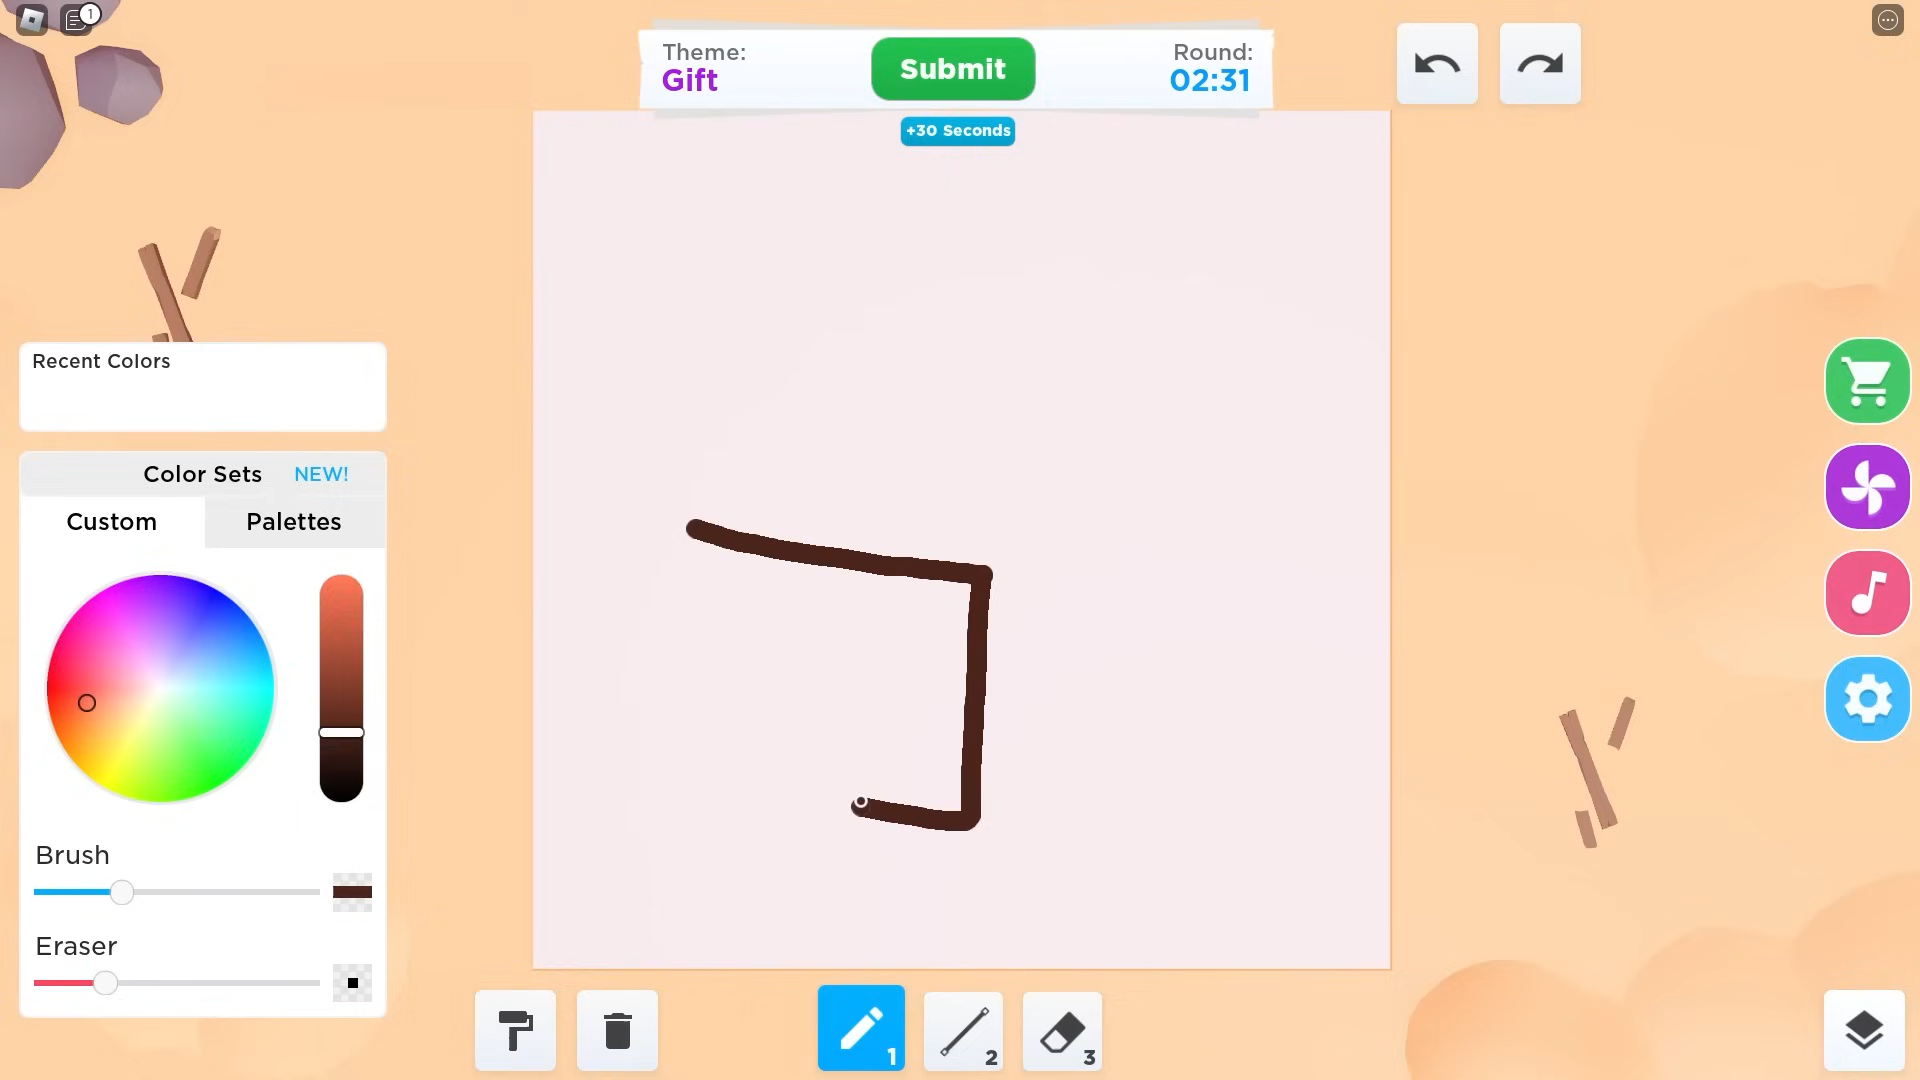 1
Theme:
Gift
Submit
Round:
02:31
+30 Seconds
Recent Colors
Color Sets NEW!
Custom Palettes
Brush
Eraser
1
2
3